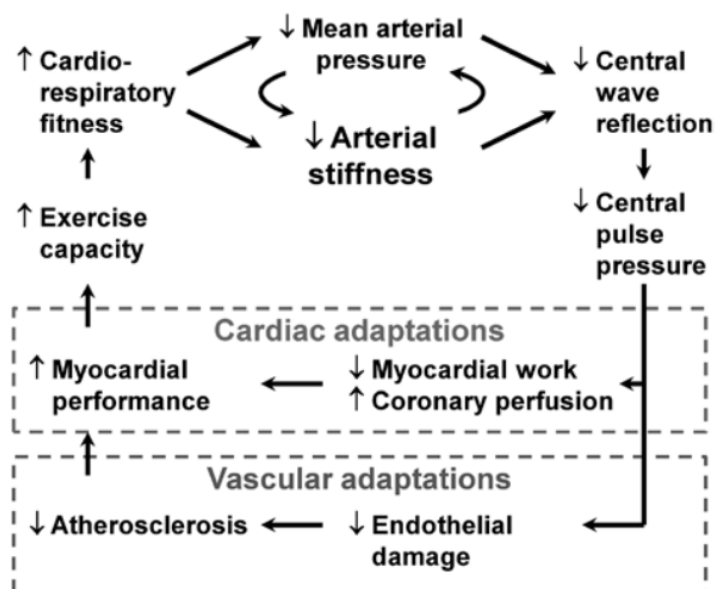 ↑ Cardio-
respiratory
fitness
↓ Mean arterial
pressure
↓ Arterial
stiffness
↓ Central
wave
reflection
↑ Exercise
capacity
↓ Central
pulse
pressure
Cardiac adaptations
↑ Myocardial
performance
↓ Myocardial work
↑ Coronary perfusion
Vascular adaptations
↓ Atherosclerosis
↓ Endothelial
damage